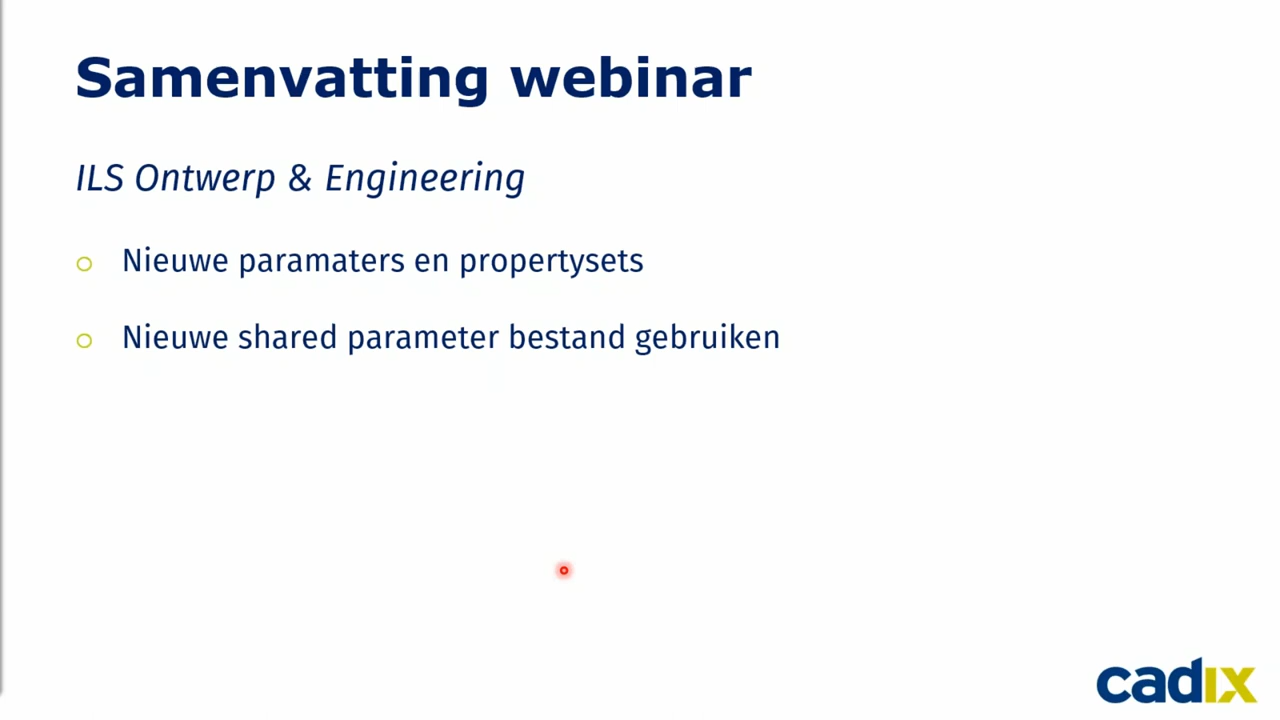 Samenvatting webinar
ILS Ontwerp & Engineering
Nieuwe paramaters en propertysets
Nieuwe shared parameter bestand gebruiken
cadix